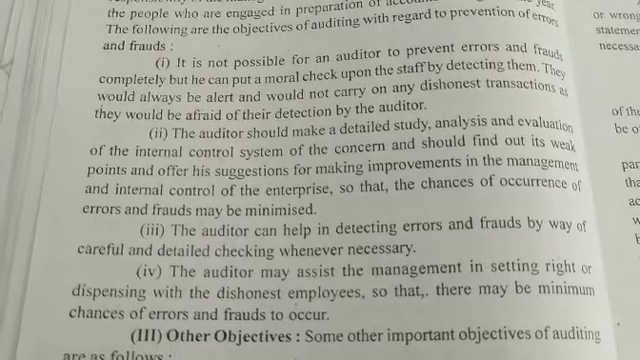 the people who are engaged in preparation of
The following are the objectives of auditing with regard to prevention of errors
and frauds :
(i) It is not possible for an auditor to prevent errors and frauds
completely but he can put a moral check upon the staff by detecting them. They
would always be alert and would not carry on any dishonest transactions as
they would be afraid of their detection by the auditor.
(ii) The auditor should make a detailed study, analysis and evaluation
of the internal control system of the concern and should find out its weak
points and offer his suggestions for making improvements in the management
and internal control of the enterprise, so that, the chances of occurrence of
errors and frauds may be minimised.
(iii) The auditor can help in detecting errors and frauds by way of
careful and detailed checking whenever necessary.
(iv) The auditor may assist the management in setting right or
dispensing with the dishonest employees, so that,. there may be minimum
chances of errors and frauds to occur.
(III) Other Objectives : Some other important objectives of auditing
are as follows :
or wrong
of the